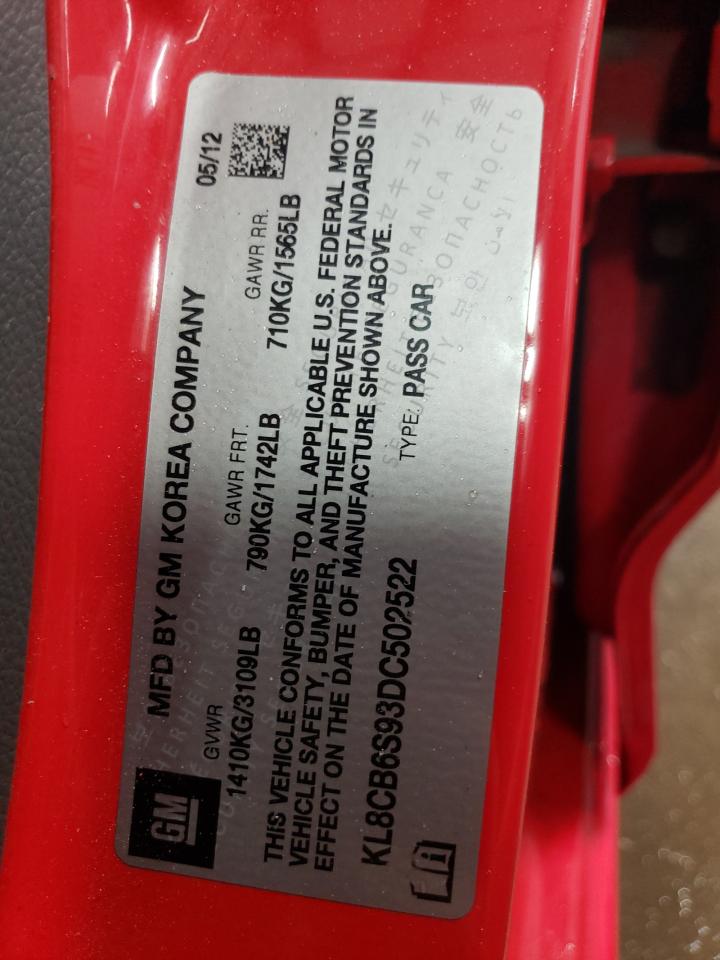 GM
MFD BY GM KOREA COMPANY
05/12
GVWR
GAWR FRT.
GAWR RR.
1410KG/3109LB
790KG/1742LB
710KG/1565LB
THIS VEHICLE CONFORMS TO ALL APPLICABLE U.S. FEDERAL MOTOR
VEHICLE SAFETY, BUMPER, AND THEFT PREVENTION STANDARDS IN
EFFECT ON THE DATE OF MANUFACTURE SHOWN ABOVE.
KL8CB6S93DC502522
TYPE: PASS CAR